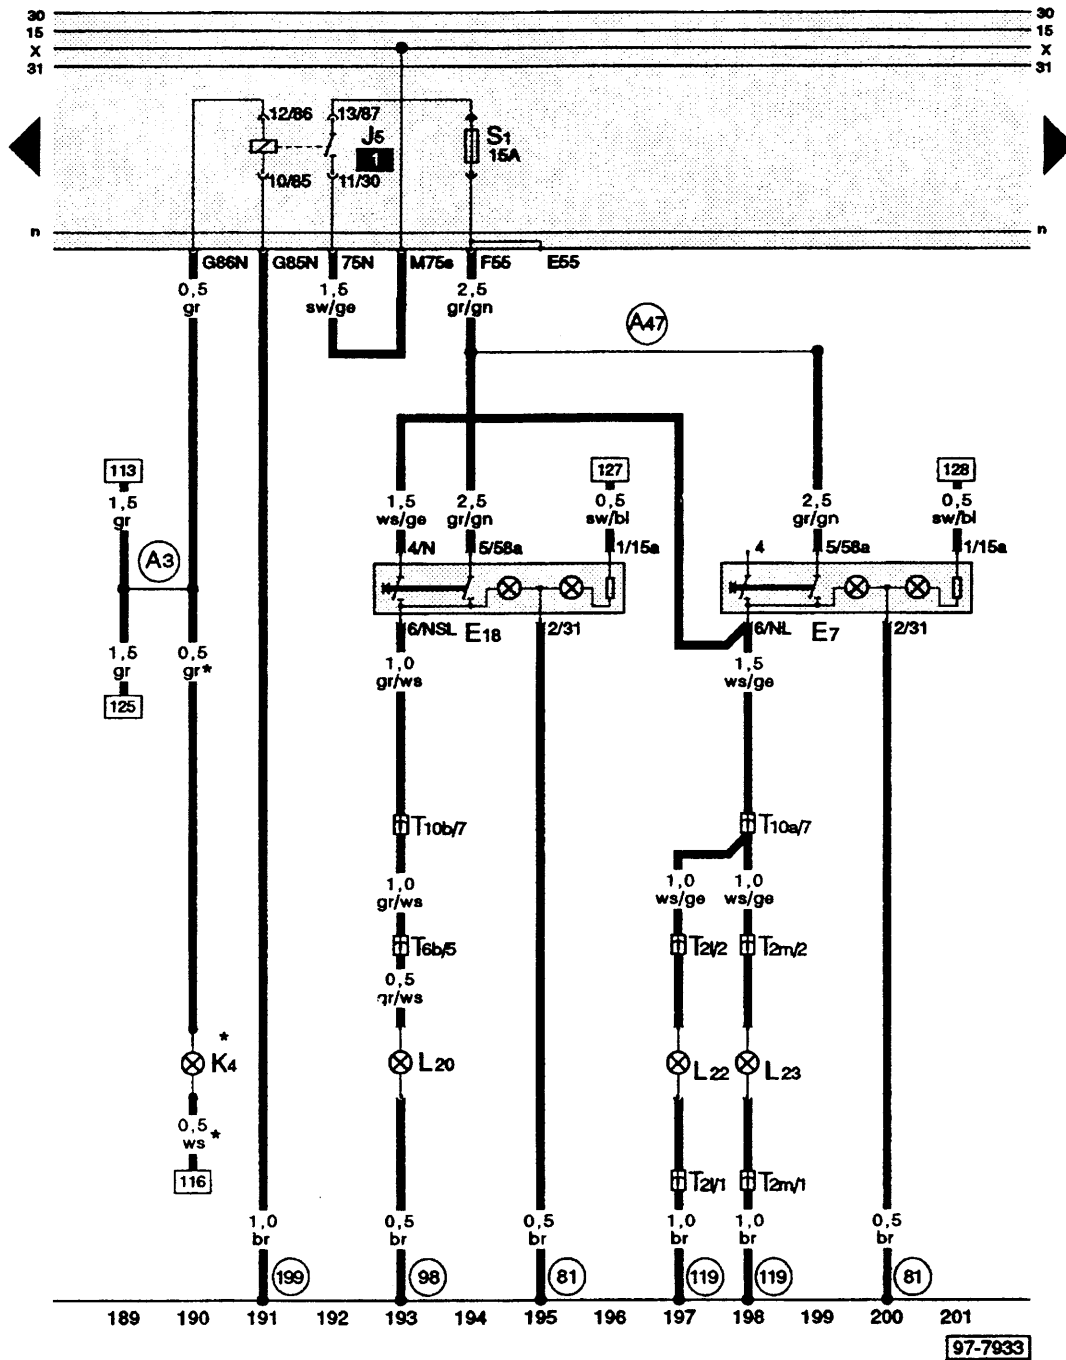 30 30
15 15
X X
31 31
12/86 13/87
J5 S1
1 15A
10/85 11/30
n n
G86N G85N 75N M75s F55 E55
0,5 1,5 2,5
gr sw/ge gr/gn
A47
113 127 128
1,5 1,5 2,5 0,5 2,5 0,5
gr ws/ge gr/gn sw/bl gr/gn sw/bl
4/N 5/58a 1/15a 4 5/58a 1/15a
A3
6/NSL E18 2/31 6/NL E7 2/31
1,5 0,5 1,0 1,5
gr gr* gr/ws ws/ge
125
T10b/7 T10a/7
1,0 1,0 1,0
gr/ws ws/ge ws/ge
T6b/5 T2l/2 T2m/2
0,5
gr/ws
*
K4 L20 L22 L23
0,5
ws *
116 T2l/1 T2m/1
1,0 0,5 0,5 1,0 1,0 0,5
br br br br br br
199 98 81 119 119 81
189 190 191 192 193 194 195 196 197 198 199 200 201
97-7933